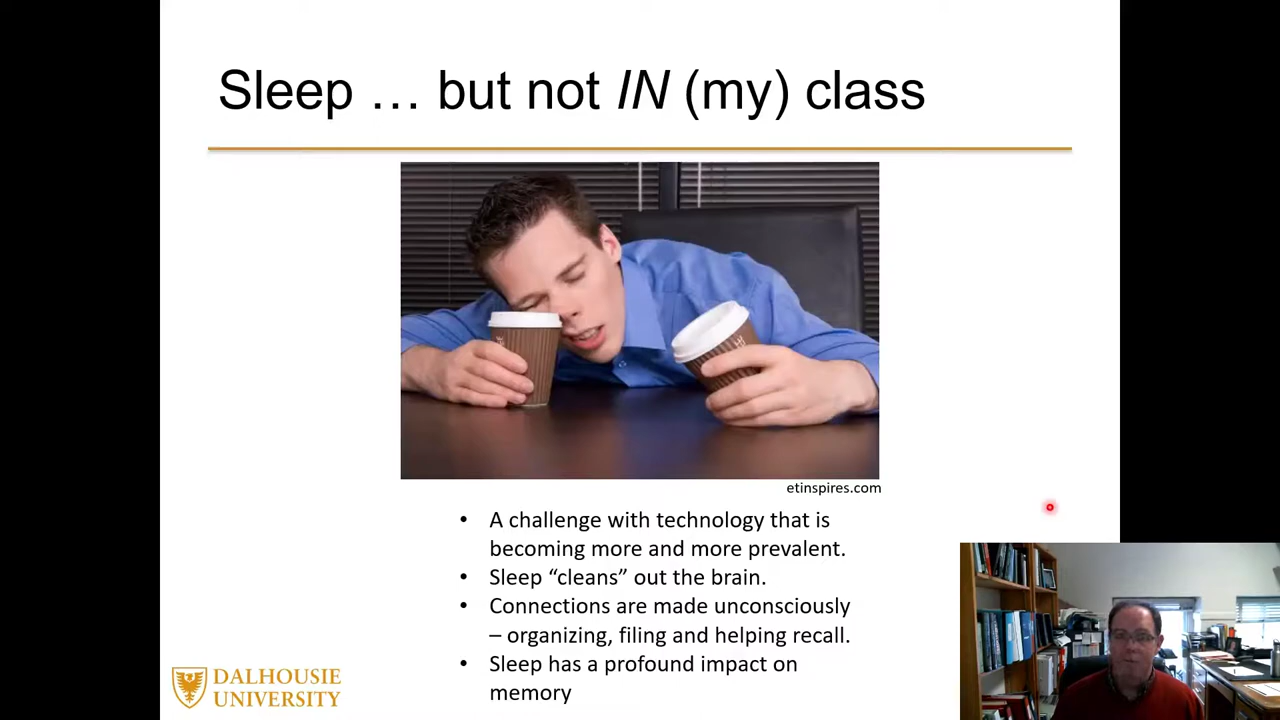 Sleep … but not IN (my) class
etinspires.com
• A challenge with technology that is
becoming more and more prevalent.
• Sleep “cleans” out the brain.
• Connections are made unconsciously
– organizing, filing and helping recall.
• Sleep has a profound impact on
memory
DALHOUSIE
UNIVERSITY